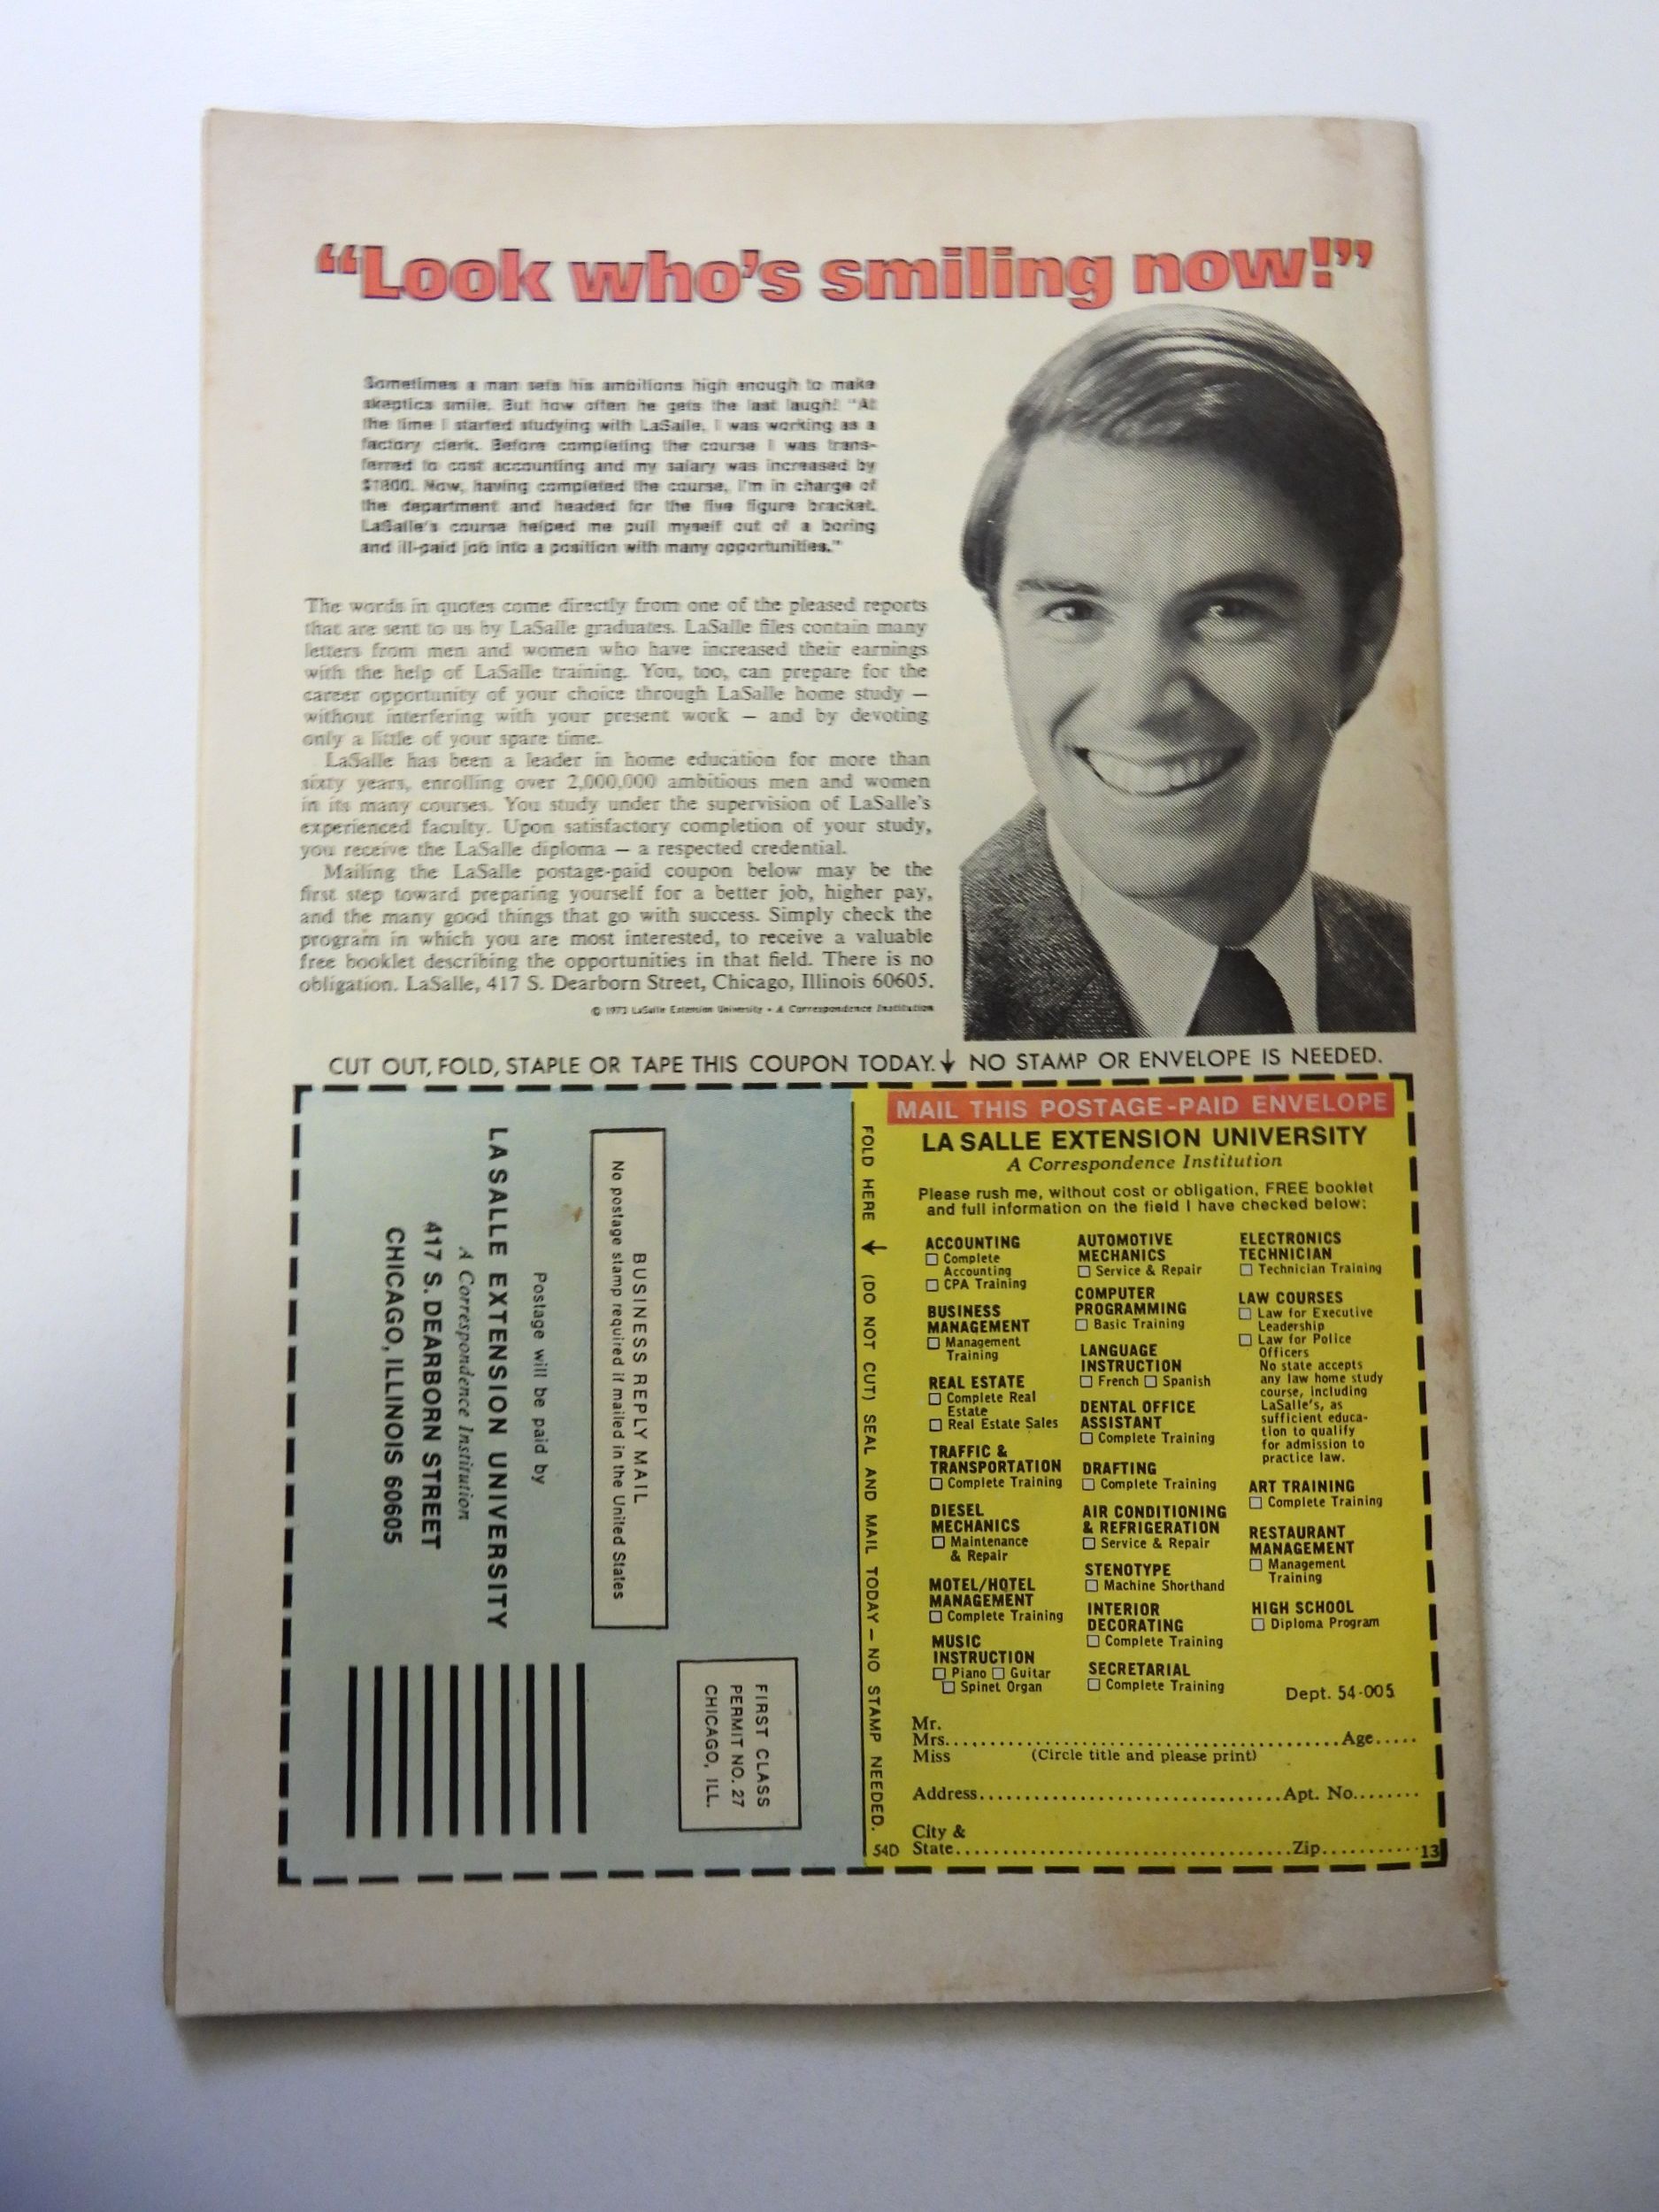 “Look who's smiling now!”
Sometimes a man sets his ambitions high enough to make
skeptics smile. But how often he gets the last laugh! “At
the time I started studying with LaSalle, I was working as a
factory clerk. Before completing the course I was trans-
ferred to cost accounting and my salary was increased by
$1800. Now, having completed the course, I'm in charge of
the department and headed for the five figure bracket.
LaSalle's course helped me pull myself out of a boring
and ill-paid job into a position with many opportunities.”
The words in quotes come directly from one of the pleased reports
that are sent to us by LaSalle graduates. LaSalle files contain many
letters from men and women who have increased their earnings
with the help of LaSalle training. You, too, can prepare for the
career opportunity of your choice through LaSalle home study —
without interfering with your present work — and by devoting
only a little of your spare time.
LaSalle has been a leader in home education for more than
sixty years, enrolling over 2,000,000 ambitious men and women
in its many courses. You study under the supervision of LaSalle's
experienced faculty. Upon satisfactory completion of your study,
you receive the LaSalle diploma — a respected credential.
Mailing the LaSalle postage-paid coupon below may be the
first step toward preparing yourself for a better job, higher pay,
and the many good things that go with success. Simply check the
program in which you are most interested, to receive a valuable
free booklet describing the opportunities in that field. There is no
obligation. LaSalle, 417 S. Dearborn Street, Chicago, Illinois 60605.
© 1973 LaSalle Extension University • A Correspondence Institution
CUT OUT, FOLD, STAPLE OR TAPE THIS COUPON TODAY. ↓ NO STAMP OR ENVELOPE IS NEEDED.
FIRST CLASS
PERMIT NO. 27
CHICAGO, ILL.
BUSINESS REPLY MAIL
No postage stamp required if mailed in the United States
Postage will be paid by
LA SALLE EXTENSION UNIVERSITY
A Correspondence Institution
417 S. DEARBORN STREET
CHICAGO, ILLINOIS 60605
FOLD HERE → (DO NOT CUT) SEAL AND MAIL TODAY — NO STAMP NEEDED.
54D
MAIL THIS POSTAGE-PAID ENVELOPE
LA SALLE EXTENSION UNIVERSITY
A Correspondence Institution
Please rush me, without cost or obligation, FREE booklet
and full information on the field I have checked below:
ACCOUNTING
☐ Complete
Accounting
☐ CPA Training
BUSINESS
MANAGEMENT
☐ Management
Training
REAL ESTATE
☐ Complete Real
Estate
☐ Real Estate Sales
TRAFFIC &
TRANSPORTATION
☐ Complete Training
DIESEL
MECHANICS
☐ Maintenance
& Repair
MOTEL/HOTEL
MANAGEMENT
☐ Complete Training
MUSIC
INSTRUCTION
☐ Piano ☐ Guitar
☐ Spinet Organ
AUTOMOTIVE
MECHANICS
☐ Service & Repair
COMPUTER
PROGRAMMING
☐ Basic Training
LANGUAGE
INSTRUCTION
☐ French ☐ Spanish
DENTAL OFFICE
ASSISTANT
☐ Complete Training
DRAFTING
☐ Complete Training
AIR CONDITIONING
& REFRIGERATION
☐ Service & Repair
STENOTYPE
☐ Machine Shorthand
INTERIOR
DECORATING
☐ Complete Training
SECRETARIAL
☐ Complete Training
ELECTRONICS
TECHNICIAN
☐ Technician Training
LAW COURSES
☐ Law for Executive
Leadership
☐ Law for Police
Officers
No state accepts
any law home study
course, including
LaSalle's, as
sufficient educa-
tion to qualify
for admission to
practice law.
ART TRAINING
☐ Complete Training
RESTAURANT
MANAGEMENT
☐ Management
Training
HIGH SCHOOL
☐ Diploma Program
Dept. 54-005
Mr.
Mrs. Age
Miss (Circle title and please print)
Address Apt. No.
City &
State Zip 13